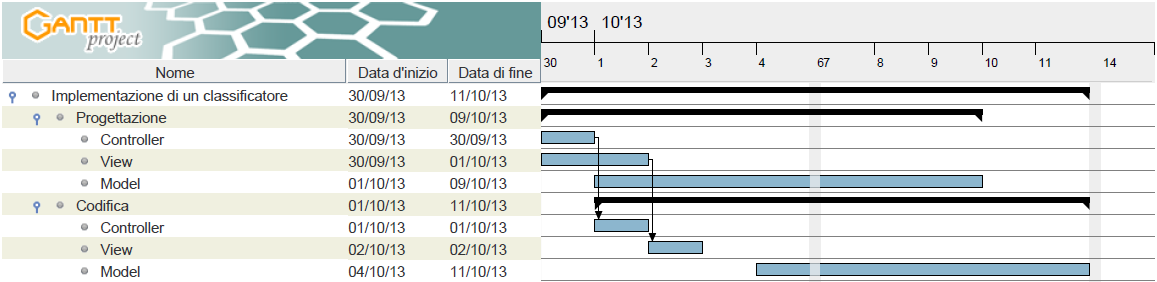 GANTT
project
09'13 10'13
30 1 2 3 4 67 8 9 10 11 14
Nome Data d'inizio Data di fine
Implementazione di un classificatore 30/09/13 11/10/13
Progettazione 30/09/13 09/10/13
Controller 30/09/13 30/09/13
View 30/09/13 01/10/13
Model 01/10/13 09/10/13
Codifica 01/10/13 11/10/13
Controller 01/10/13 01/10/13
View 02/10/13 02/10/13
Model 04/10/13 11/10/13